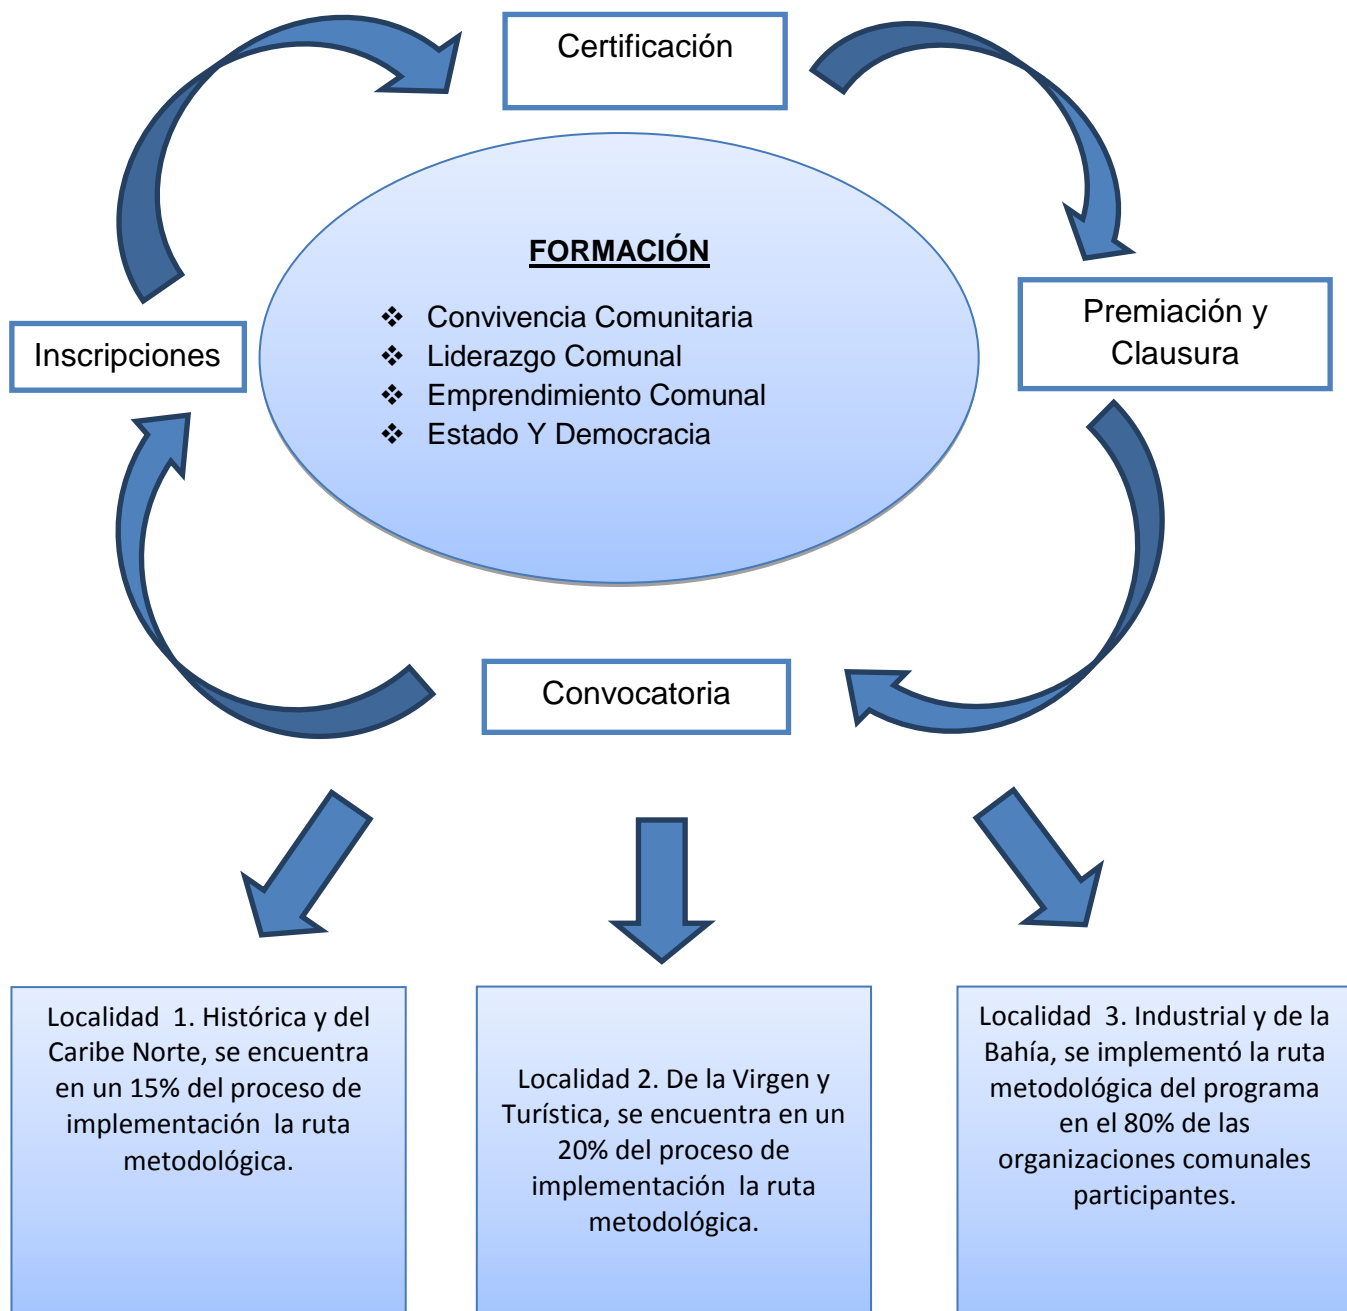 Certificación
FORMACIÓN
❖ Convivencia Comunitaria
❖ Liderazgo Comunal
❖ Emprendimiento Comunal
❖ Estado Y Democracia
Inscripciones
Premiación y
Clausura
Convocatoria
Localidad 1. Histórica y del
Caribe Norte, se encuentra
en un 15% del proceso de
implementación la ruta
metodológica.
Localidad 2. De la Virgen y
Turística, se encuentra en un
20% del proceso de
implementación la ruta
metodológica.
Localidad 3. Industrial y de la
Bahía, se implementó la ruta
metodológica del programa
en el 80% de las
organizaciones comunales
participantes.